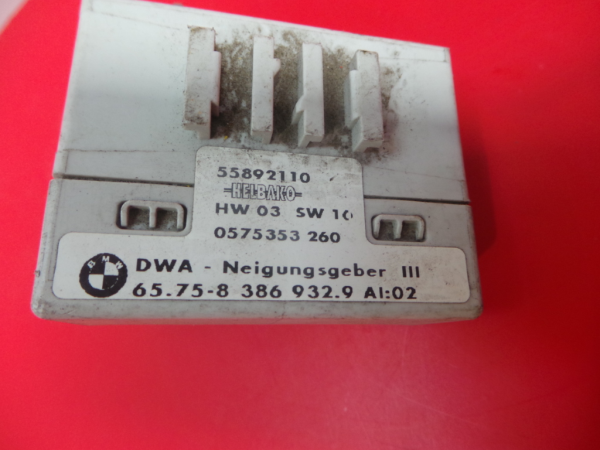 55892110
HELBAKO
HW 03 SW 10
0575353 260
BMW
DWA - Neigungsgeber III
65.75-8 386 932.9 AI:02